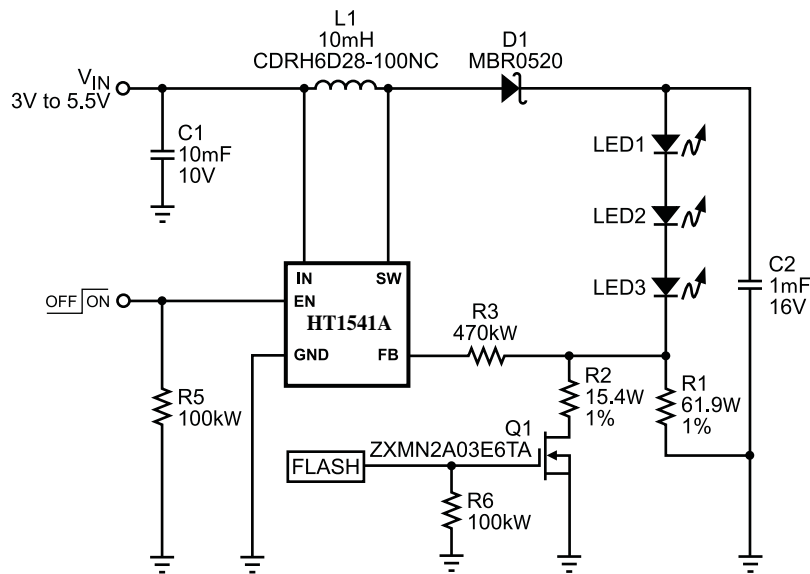 L1
10mH
CDRH6D28-100NC
D1
MBR0520
VIN
3V to 5.5V
C1
10mF
10V
LED1
LED2
LED3
C2
1mF
16V
IN
SW
EN
HT1541A
GND
FB
OFF ON
R3
470kW
R2
15.4W
1%
R1
61.9W
1%
R5
100kW
Q1
ZXMN2A03E6TA
FLASH
R6
100kW